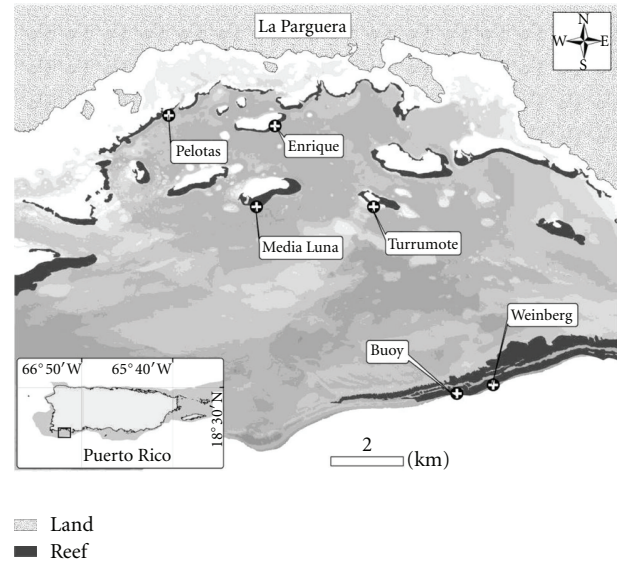 La Parguera
N
W E
S
Pelotas
Enrique
Media Luna
Turrumote
Weinberg
Buoy
66°50′W 65°40′W
18°30′N
Puerto Rico
2
(km)
Land
Reef